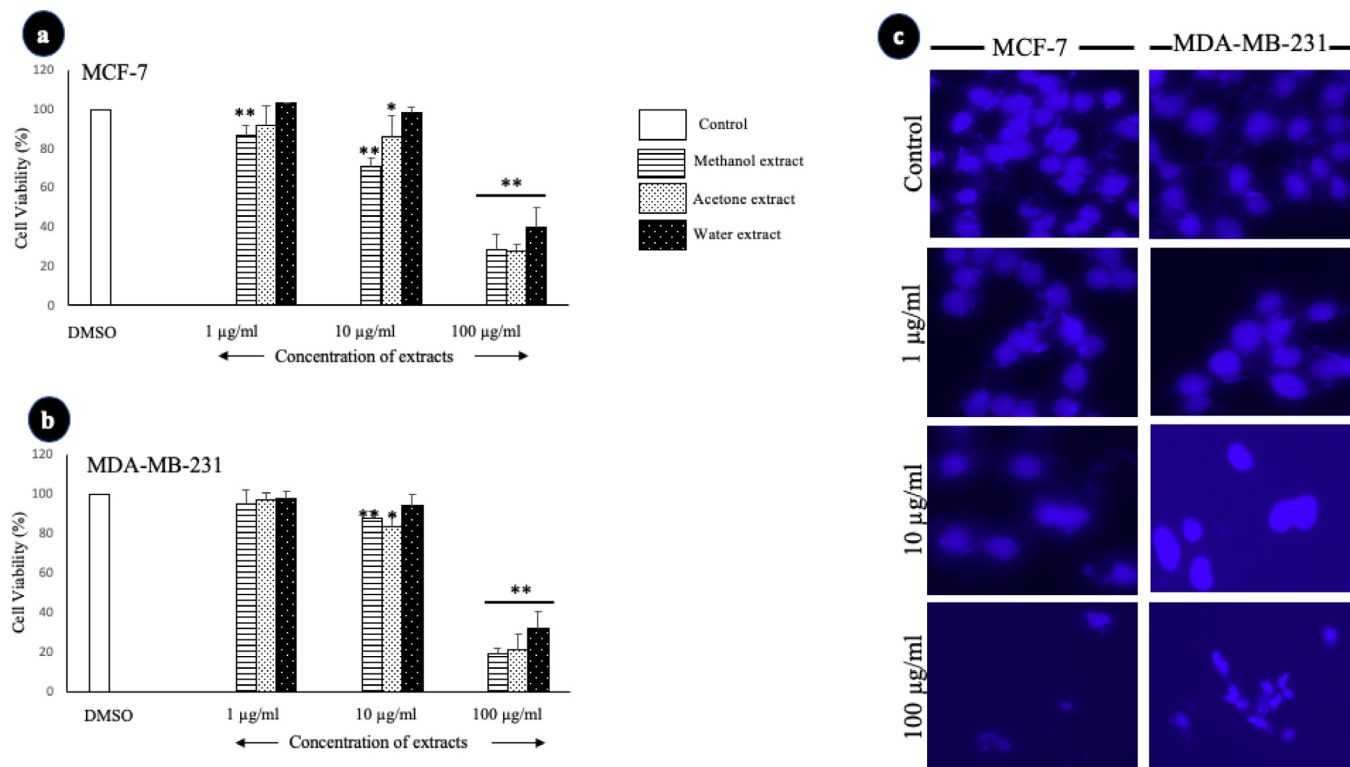 a
MCF-7
120
100
80
60
40
20
0
Cell Viability (%)
**
*
**
**
DMSO
1 µg/ml
10 µg/ml
100 µg/ml
Concentration of extracts
Control
Methanol extract
Acetone extract
Water extract
b
MDA-MB-231
120
100
80
60
40
20
0
Cell Viability (%)
**
*
**
DMSO
1 µg/ml
10 µg/ml
100 µg/ml
Concentration of extracts
c
MCF-7
MDA-MB-231
Control
1 µg/ml
10 µg/ml
100 µg/ml